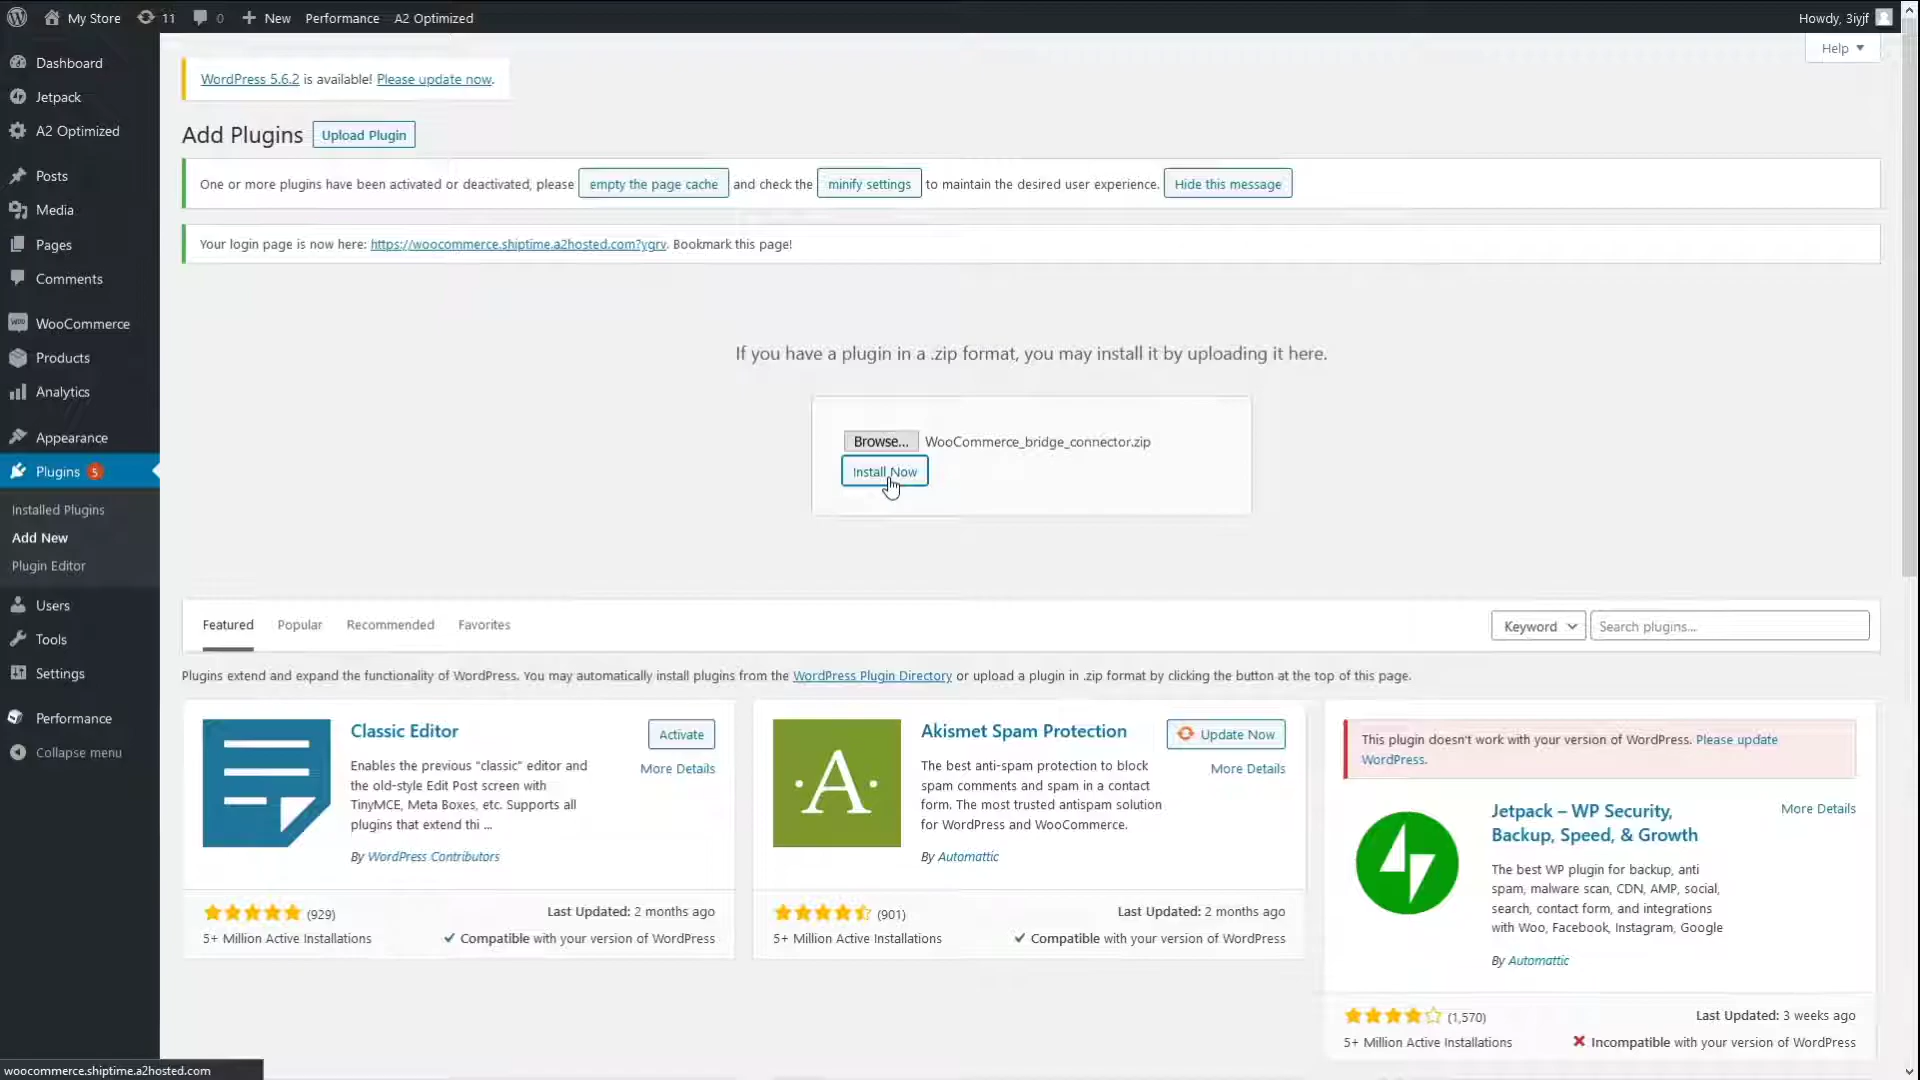 My Store
11
0
New
Performance
A2 Optimized
Howdy, 3iyjf
Help
Dashboard
Jetpack
A2 Optimized
Posts
Media
Pages
Comments
WooCommerce
Products
Analytics
Appearance
Plugins 5
Installed Plugins
Add New
Plugin Editor
Users
Tools
Settings
Performance
Collapse menu
WordPress 5.6.2 is available! Please update now.
Add Plugins
Upload Plugin
One or more plugins have been activated or deactivated, please empty the page cache and check the minify settings to maintain the desired user experience. Hide this message
Your login page is now here: https://woocommerce.shiptime.a2hosted.com?ygrv. Bookmark this page!
If you have a plugin in a .zip format, you may install it by uploading it here.
Browse... WooCommerce_bridge_connector.zip
Install Now
Featured
Popular
Recommended
Favorites
Keyword
Search plugins...
Plugins extend and expand the functionality of WordPress. You may automatically install plugins from the WordPress Plugin Directory or upload a plugin in .zip format by clicking the button at the top of this page.
Classic Editor
Activate
More Details
Enables the previous "classic" editor and
the old-style Edit Post screen with
TinyMCE, Meta Boxes, etc. Supports all
plugins that extend thi ...
By WordPress Contributors
(929)
Last Updated: 2 months ago
5+ Million Active Installations
Compatible with your version of WordPress
·A·
Akismet Spam Protection
Update Now
More Details
The best anti-spam protection to block
spam comments and spam in a contact
form. The most trusted antispam solution
for WordPress and WooCommerce.
By Automattic
(901)
Last Updated: 2 months ago
5+ Million Active Installations
Compatible with your version of WordPress
This plugin doesn't work with your version of WordPress. Please update
WordPress.
Jetpack – WP Security,
Backup, Speed, & Growth
More Details
The best WP plugin for backup, anti
spam, malware scan, CDN, AMP, social,
search, contact form, and integrations
with Woo, Facebook, Instagram, Google
By Automattic
(1,570)
Last Updated: 3 weeks ago
5+ Million Active Installations
Incompatible with your version of WordPress
woocommerce.shiptime.a2hosted.com